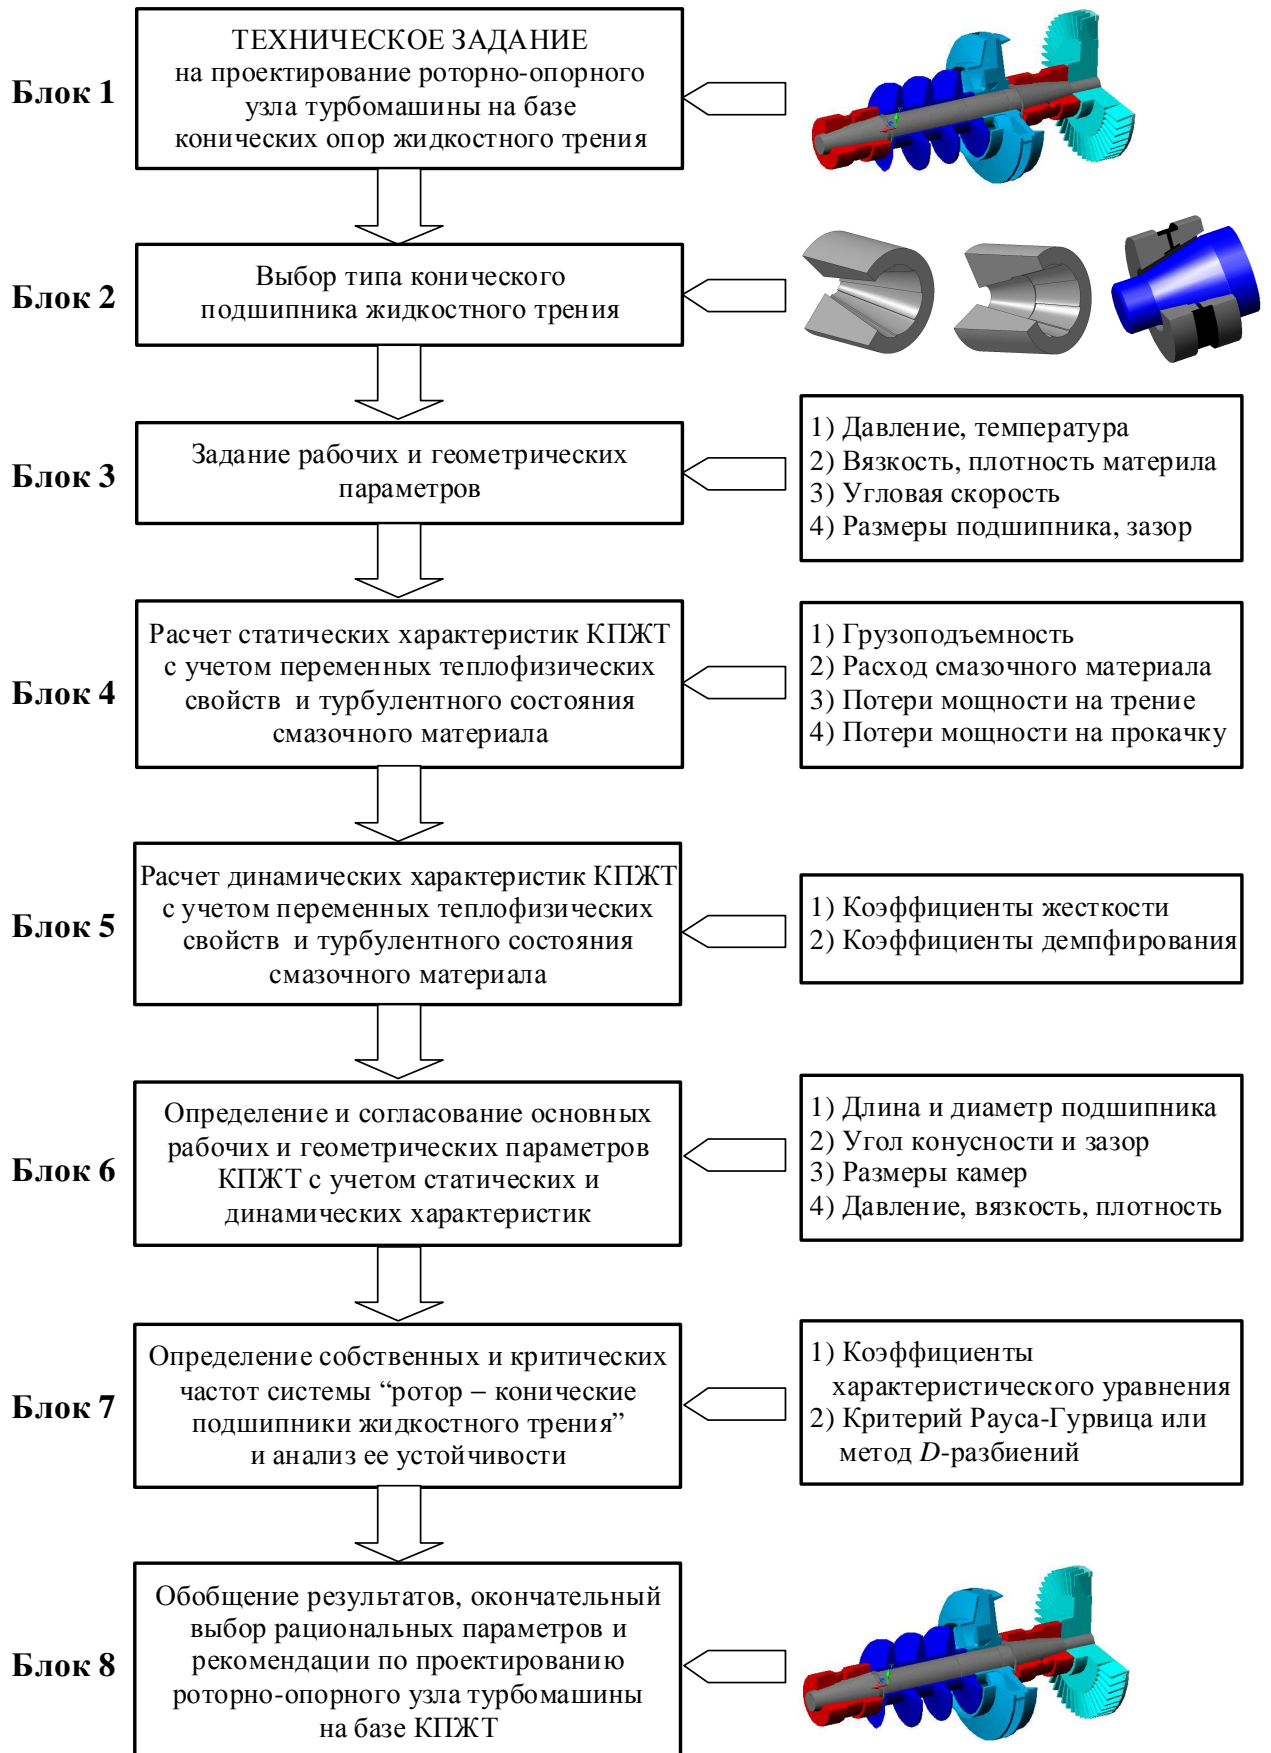 Блок 1
ТЕХНИЧЕСКОЕ ЗАДАНИЕ
на проектирование роторно-опорного
узла турбомашины на базе
конических опор жидкостного трения
Блок 2
Выбор типа конического
подшипника жидкостного трения
Блок 3
Задание рабочих и геометрических
параметров
1) Давление, температура
2) Вязкость, плотность материла
3) Угловая скорость
4) Размеры подшипника, зазор
Блок 4
Расчет статических характеристик КПЖТ
с учетом переменных теплофизических
свойств и турбулентного состояния
смазочного материала
1) Грузоподъемность
2) Расход смазочного материала
3) Потери мощности на трение
4) Потери мощности на прокачку
Блок 5
Расчет динамических характеристик КПЖТ
с учетом переменных теплофизических
свойств и турбулентного состояния
смазочного материала
1) Коэффициенты жесткости
2) Коэффициенты демпфирования
Блок 6
Определение и согласование основных
рабочих и геометрических параметров
КПЖТ с учетом статических и
динамических характеристик
1) Длина и диаметр подшипника
2) Угол конусности и зазор
3) Размеры камер
4) Давление, вязкость, плотность
Блок 7
Определение собственных и критических
частот системы “ротор – конические
подшипники жидкостного трения”
и анализ ее устойчивости
1) Коэффициенты
характеристического уравнения
2) Критерий Рауса-Гурвица или
метод D-разбиений
Блок 8
Обобщение результатов, окончательный
выбор рациональных параметров и
рекомендации по проектированию
роторно-опорного узла турбомашины
на базе КПЖТ